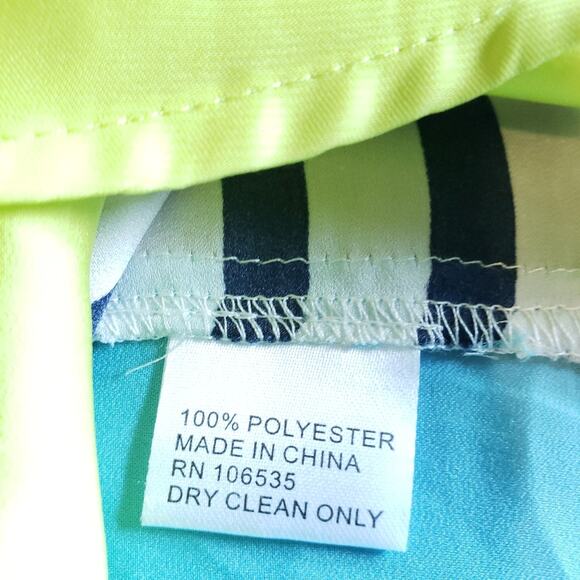 100% POLYESTER
MADE IN CHINA
RN 106535
DRY CLEAN ONLY